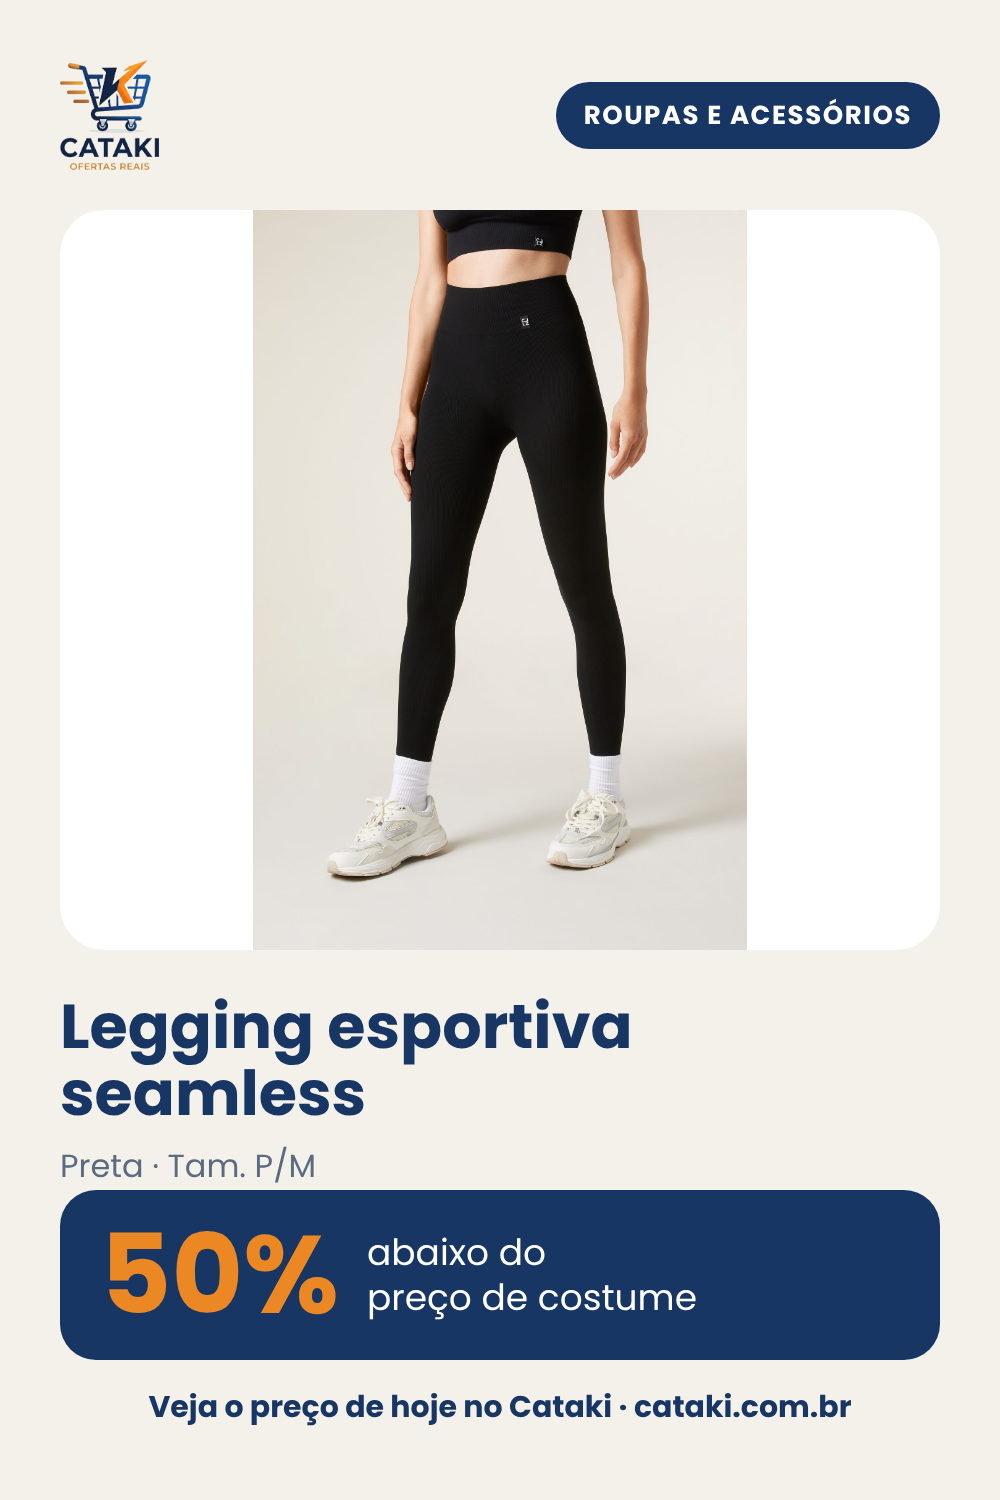 CATAKI
OFERTAS REAIS
ROUPAS E ACESSÓRIOS
Legging esportiva
seamless
Preta · Tam. P/M
50%
abaixo do
preço de costume
Veja o preço de hoje no Cataki · cataki.com.br